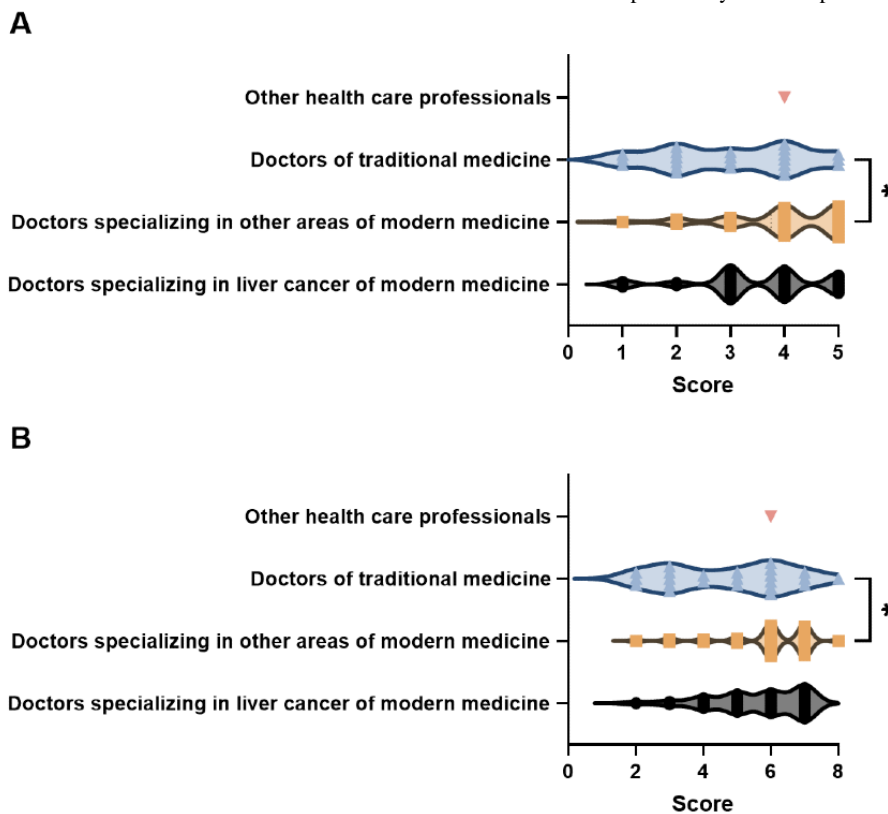 A
Other health care professionals
Doctors of traditional medicine
*
Doctors specializing in other areas of modern medicine
Doctors specializing in liver cancer of modern medicine
0 1 2 3 4 5
Score
B
Other health care professionals
Doctors of traditional medicine
*
Doctors specializing in other areas of modern medicine
Doctors specializing in liver cancer of modern medicine
0 2 4 6 8
Score